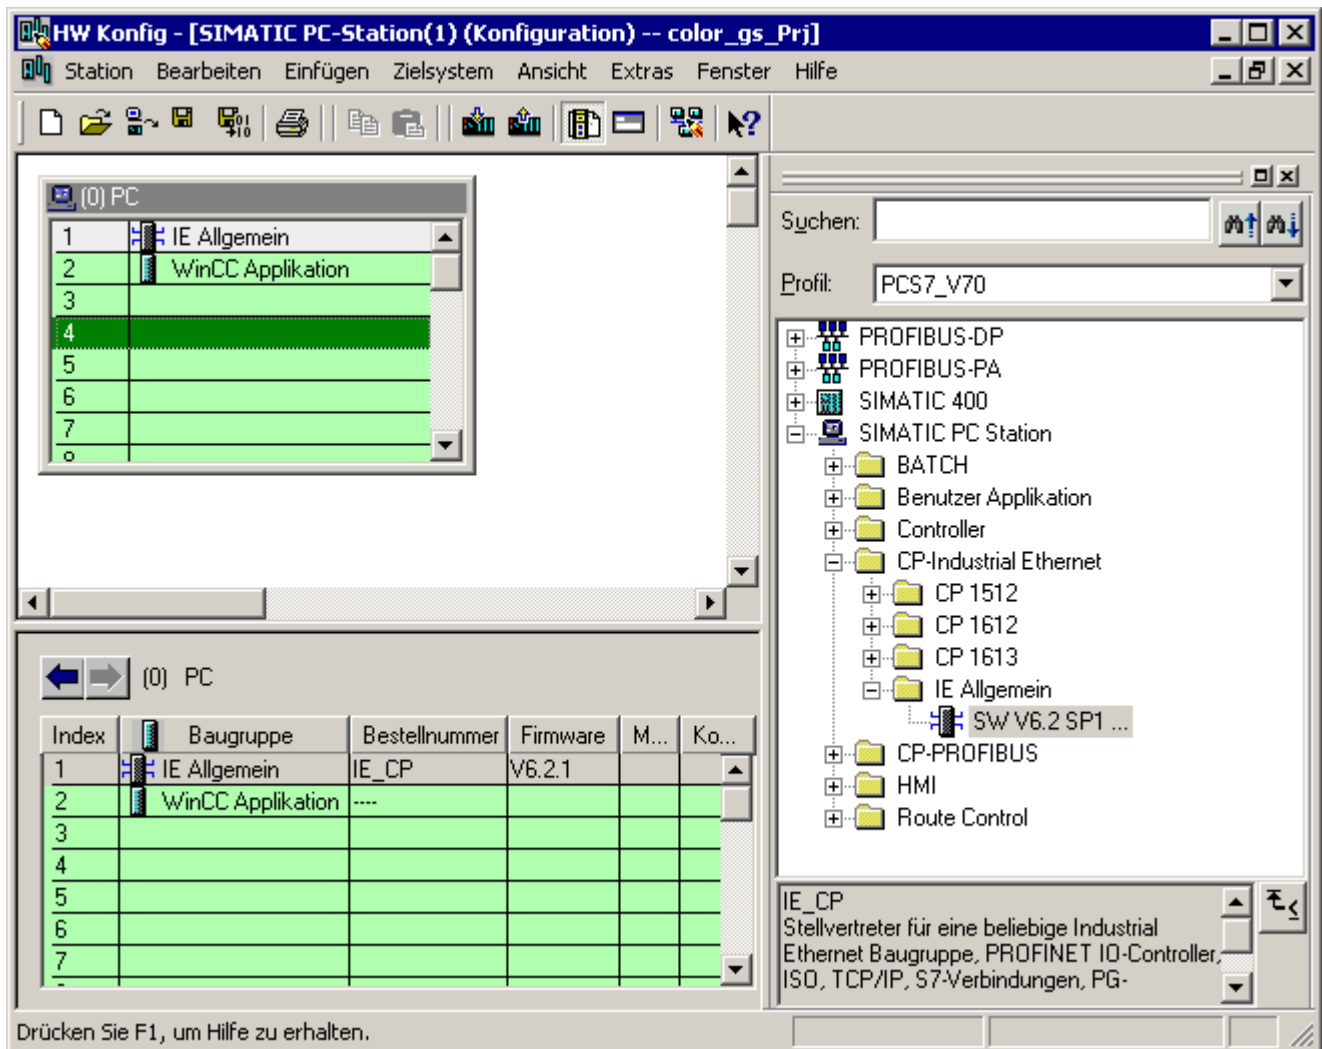 HW Konfig - [SIMATIC PC-Station(1) (Konfiguration) -- color_gs_Prj]
Station Bearbeiten Einfügen Zielsystem Ansicht Extras Fenster Hilfe
(0) PC
1 IE Allgemein
2 WinCC Applikation
3
4
5
6
7
Suchen:
Profil: PCS7_V70
PROFIBUS-DP
PROFIBUS-PA
SIMATIC 400
SIMATIC PC Station
BATCH
Benutzer Applikation
Controller
CP-Industrial Ethernet
CP 1512
CP 1612
CP 1613
IE Allgemein
SW V6.2 SP1 ...
CP-PROFIBUS
HMI
Route Control
(0) PC
Index Baugruppe Bestellnummer Firmware M... Ko...
1 IE Allgemein IE_CP V6.2.1
2 WinCC Applikation ----
3
4
5
6
7
IE_CP
Stellvertreter für eine beliebige Industrial
Ethernet Baugruppe, PROFINET IO-Controller,
ISO, TCP/IP, S7-Verbindungen, PG-
Drücken Sie F1, um Hilfe zu erhalten.